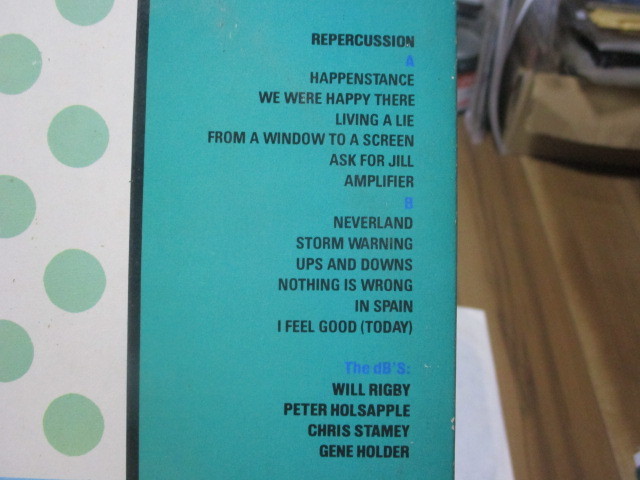 REPERCUSSION
A
HAPPENSTANCE
WE WERE HAPPY THERE
LIVING A LIE
FROM A WINDOW TO A SCREEN
ASK FOR JILL
AMPLIFIER
B
NEVERLAND
STORM WARNING
UPS AND DOWNS
NOTHING IS WRONG
IN SPAIN
I FEEL GOOD (TODAY)
The dB'S:
WILL RIGBY
PETER HOLSAPPLE
CHRIS STAMEY
GENE HOLDER